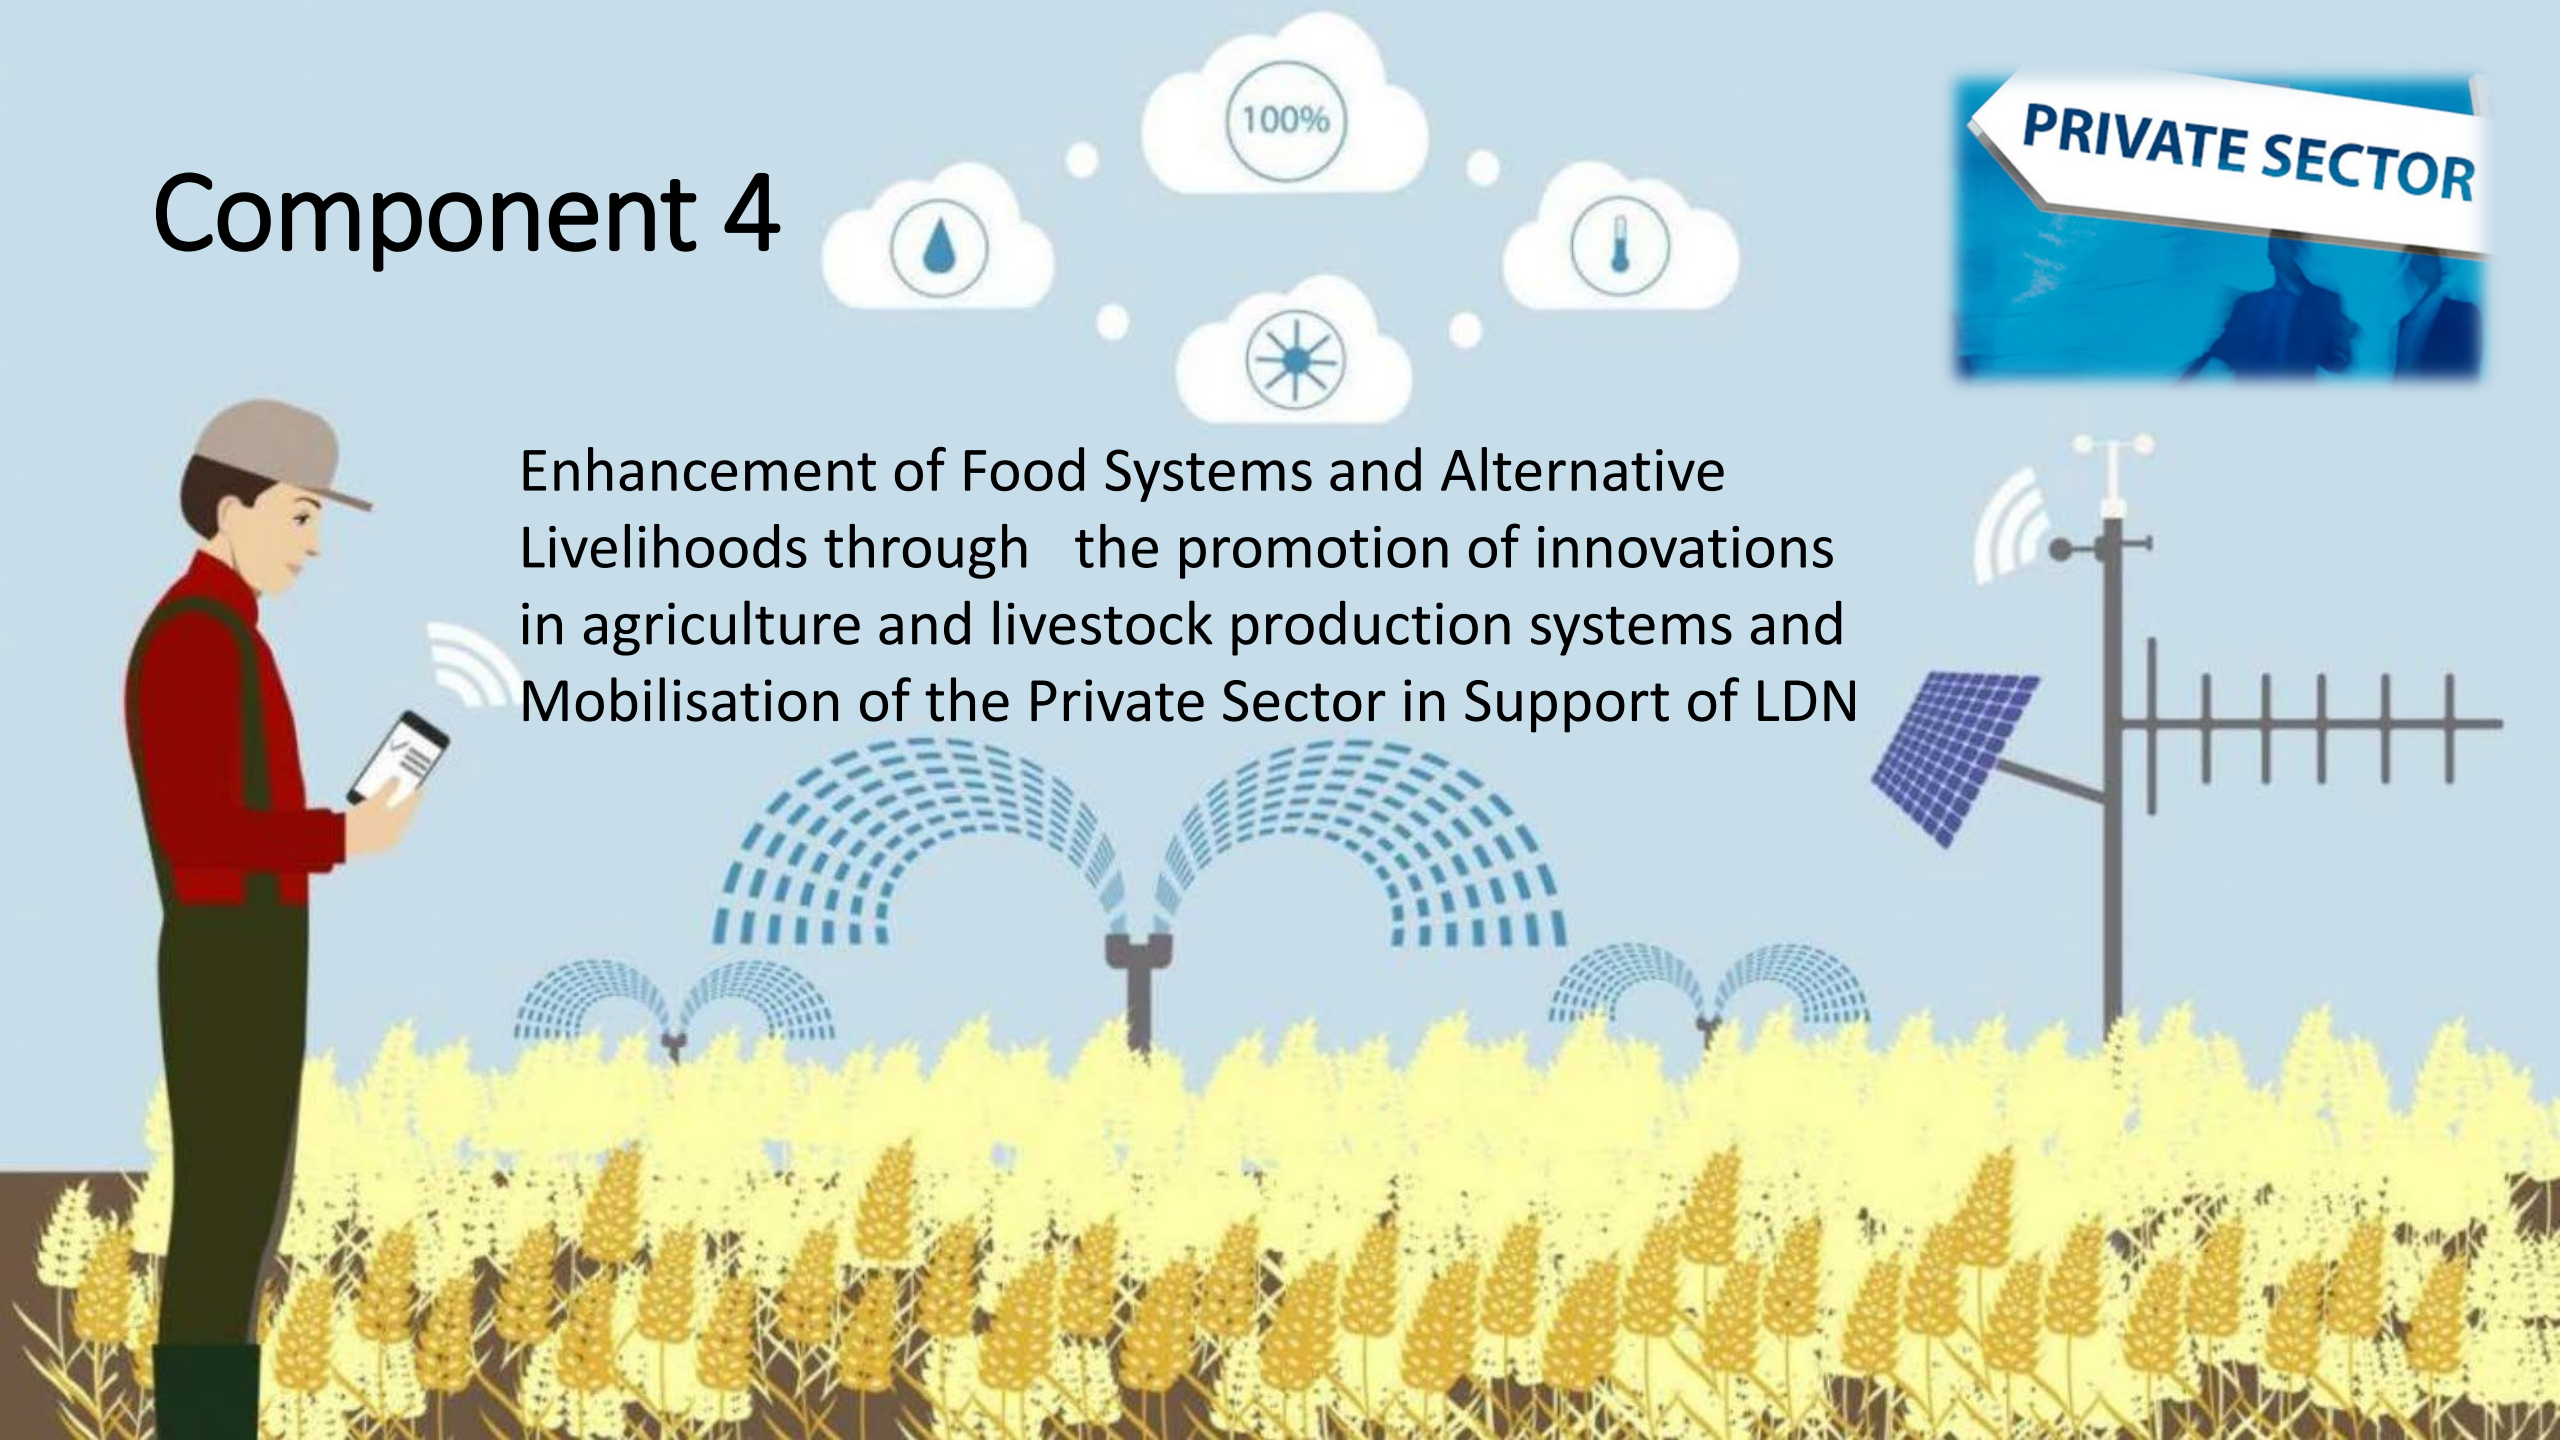 100%
PRIVATE SECTOR
Component 4
Enhancement of Food Systems and Alternative
Livelihoods through   the promotion of innovations
in agriculture and livestock production systems and
Mobilisation of the Private Sector in Support of LDN